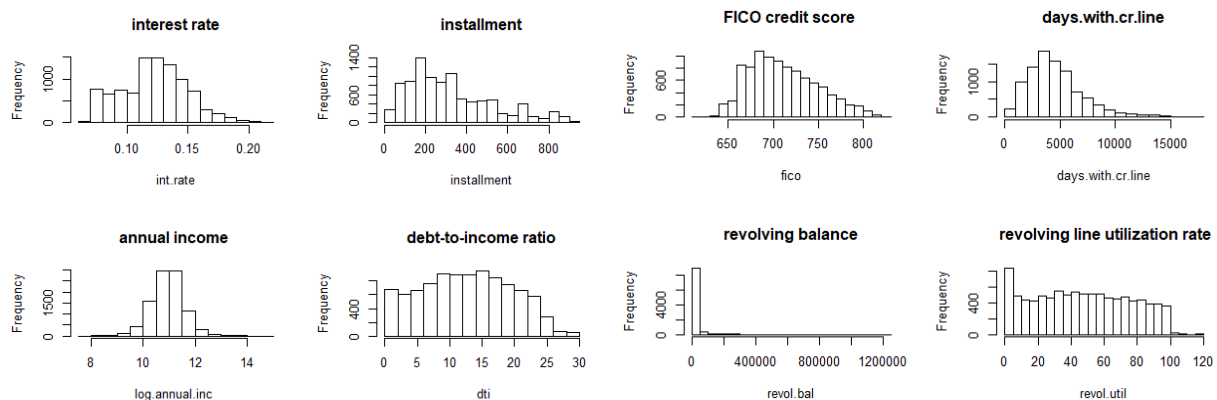 interest rate
Frequency
0 1000
0.10 0.15 0.20
int.rate
installment
Frequency
0 600 1400
0 200 400 600 800
installment
FICO credit score
Frequency
0 600
650 700 750 800
fico
days.with.cr.line
Frequency
0 1000
0 5000 10000 15000
days.with.cr.line
annual income
Frequency
0 1500
8 10 12 14
log.annual.inc
debt-to-income ratio
Frequency
0 400
0 5 10 15 20 25 30
dti
revolving balance
Frequency
0 4000
0 400000 800000 1200000
revol.bal
revolving line utilization rate
Frequency
0 400
0 20 40 60 80 100 120
revol.util